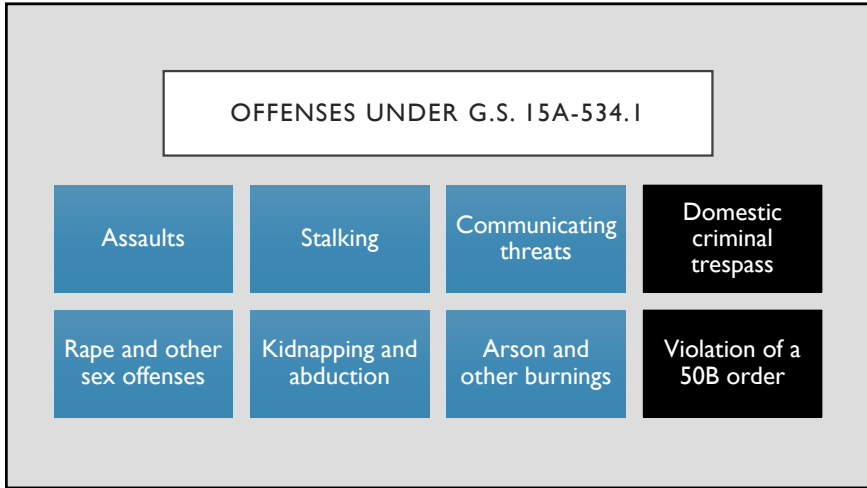 OFFENSES UNDER G.S. 15A-534.1
Assaults
Stalking
Communicating
threats
Domestic
criminal
trespass
Rape and other
sex offenses
Kidnapping and
abduction
Arson and
other burnings
Violation of a
50B order